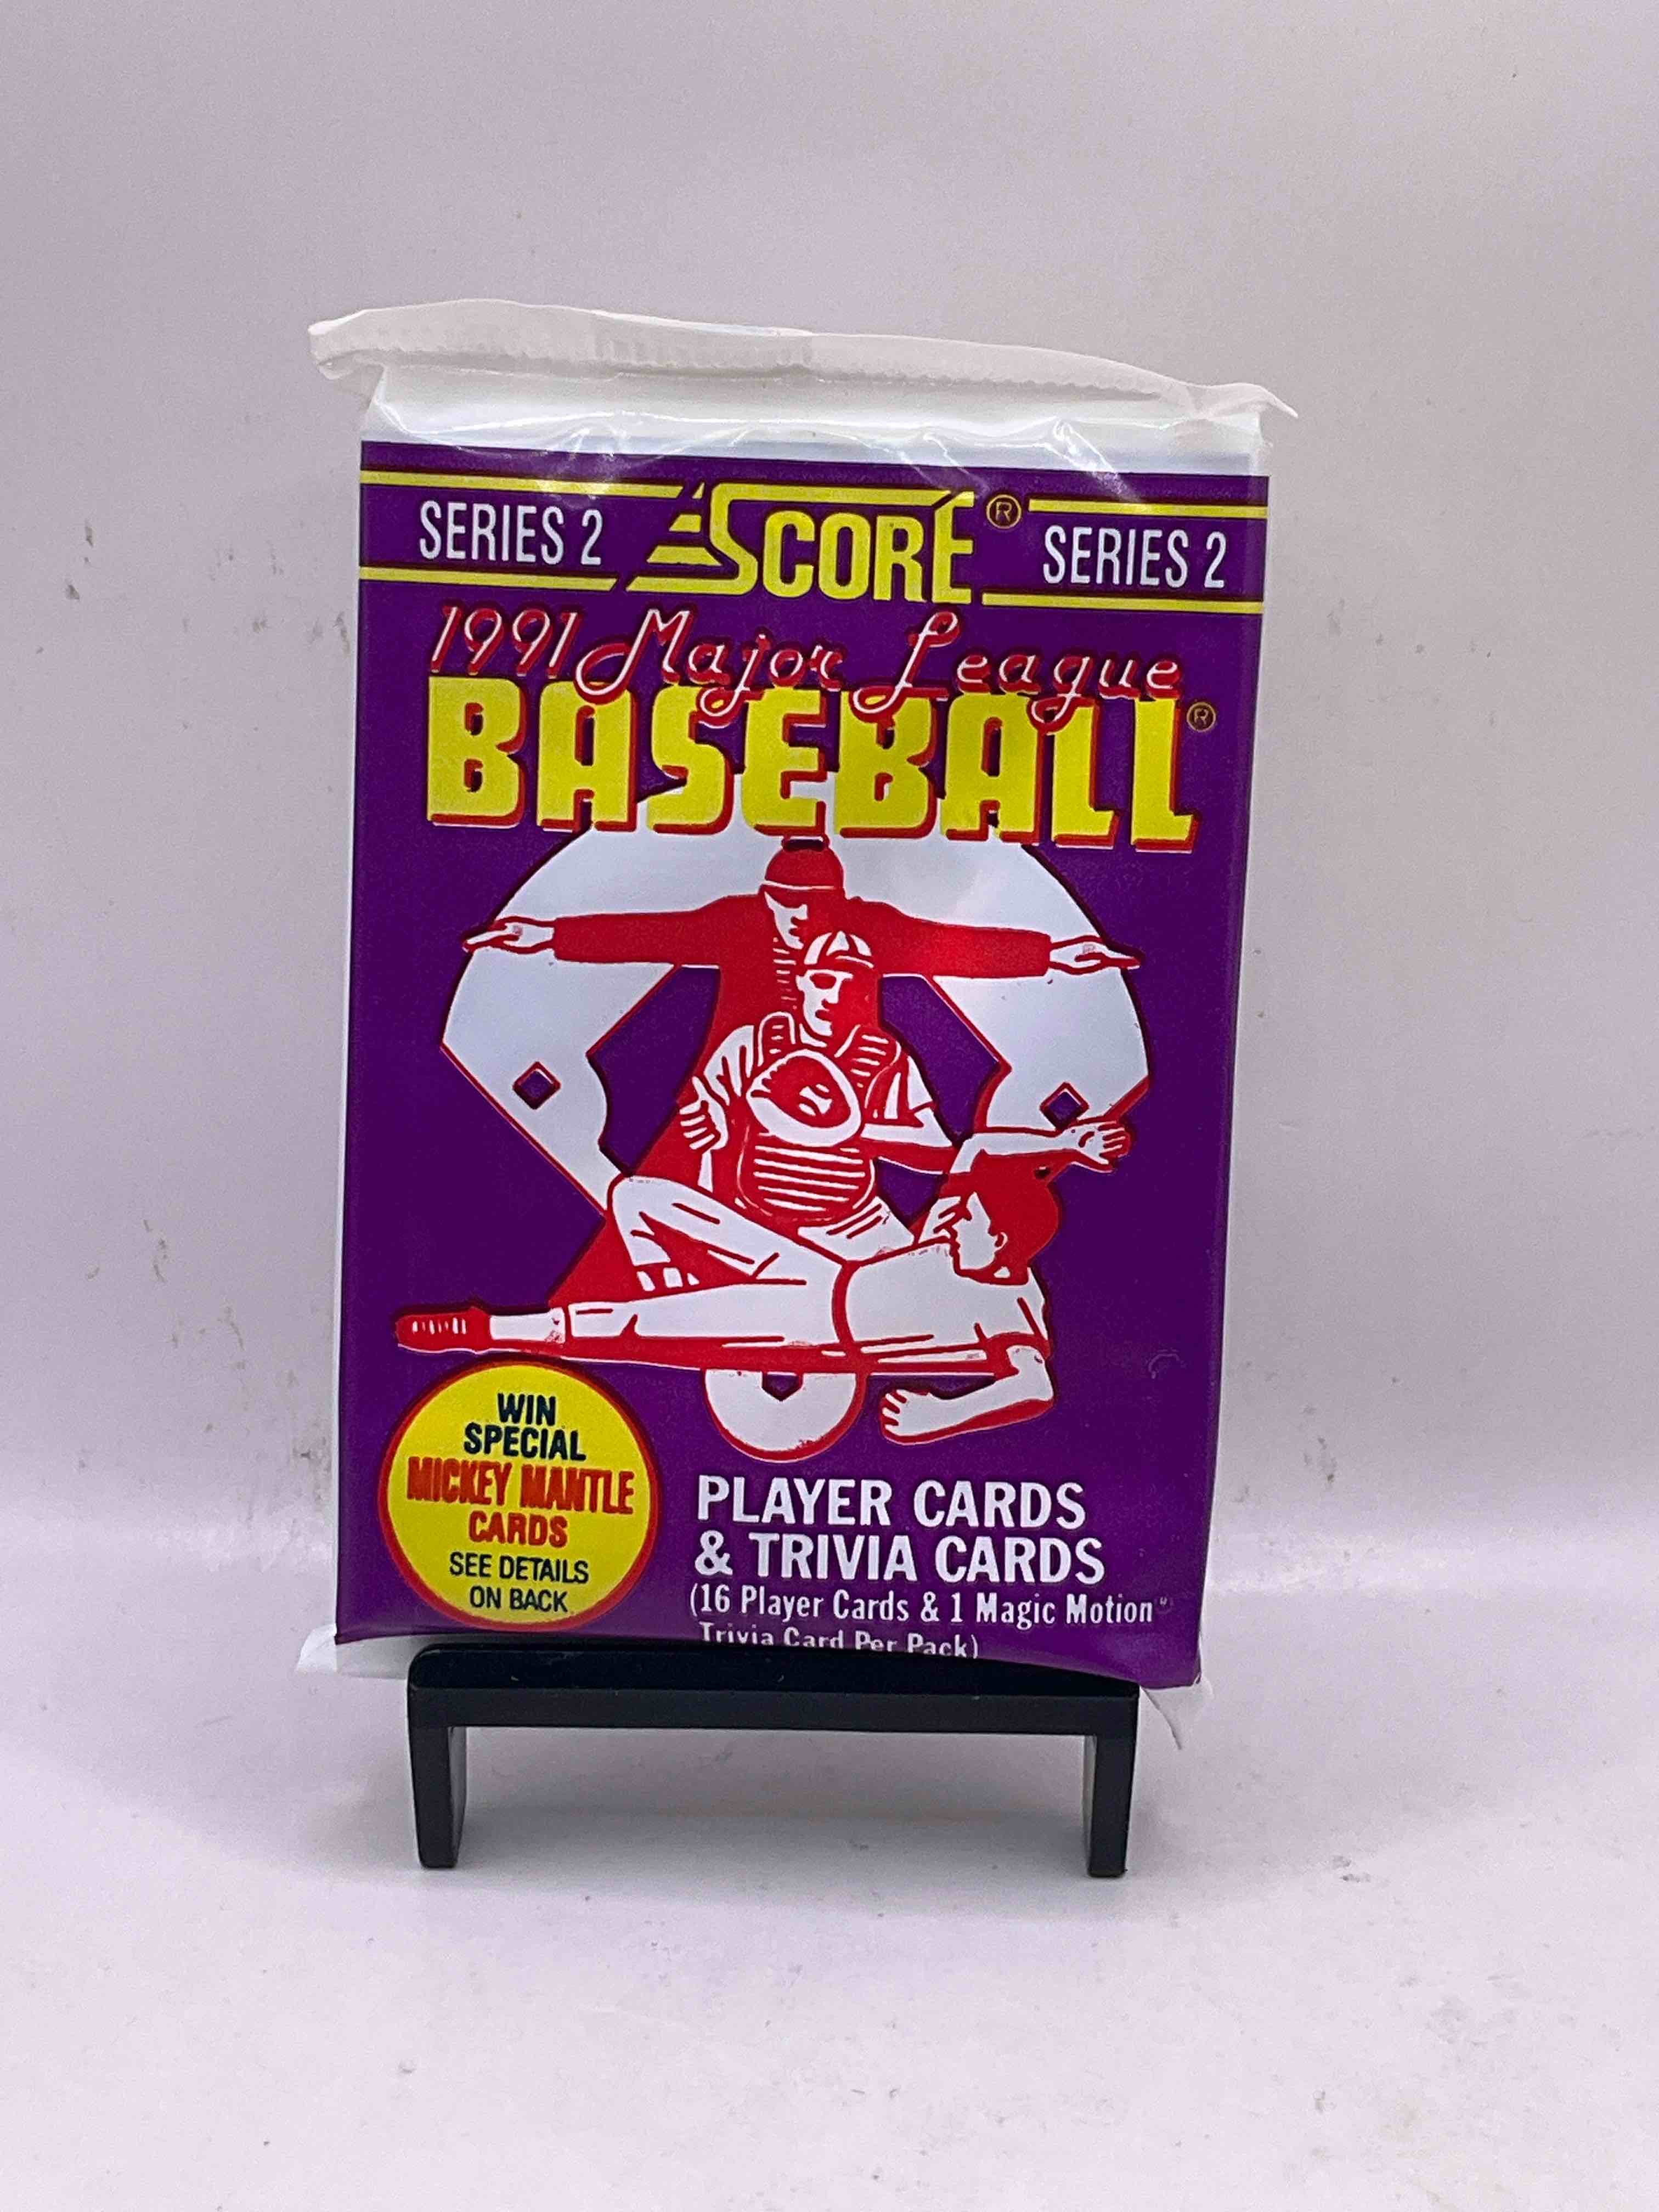 SERIES 2 SCORE® SERIES 2
1991 Major League
BASEBALL®
WIN
SPECIAL
MICKEY MANTLE
CARDS
SEE DETAILS
ON BACK
PLAYER CARDS
& TRIVIA CARDS
(16 Player Cards & 1 Magic Motion
Trivia Card Per Pack)